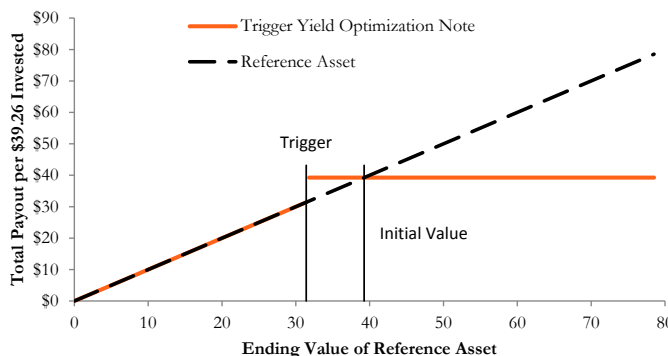 $90
$80
$70
$60
$50
$40
$30
$20
$10
$0
Total Payout per $39.26 Invested
Trigger Yield Optimization Note
Reference Asset
Trigger
Initial Value
0 10 20 30 40 50 60 70 80
Ending Value of Reference Asset